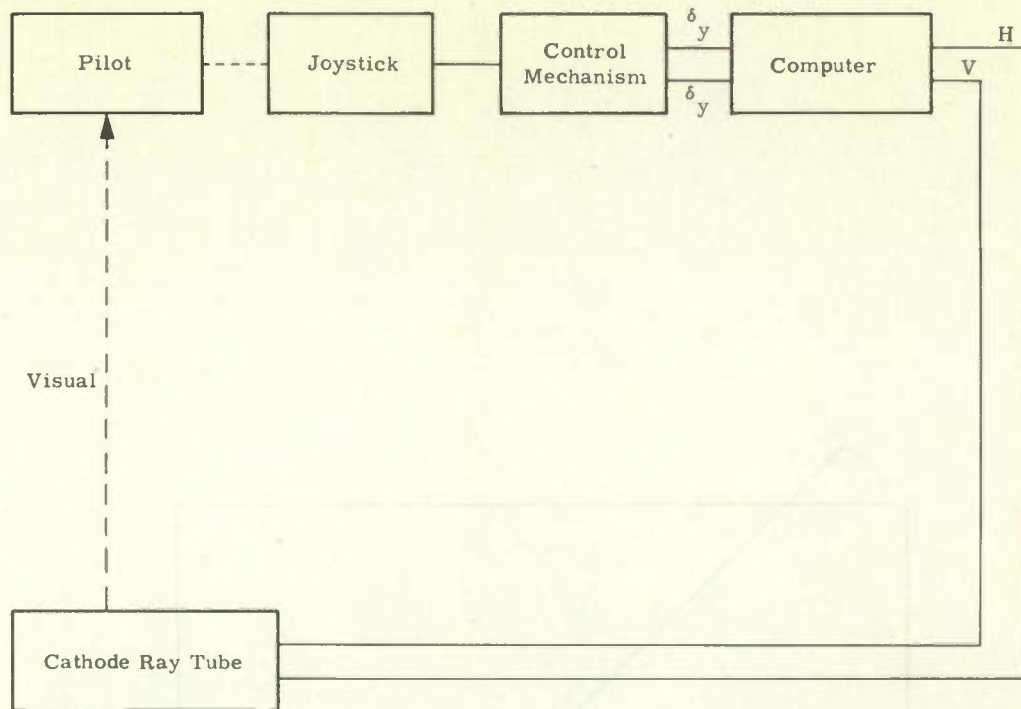 Pilot
Joystick
Control
Mechanism
δy
δy
Computer
H
V
Visual
Cathode Ray Tube